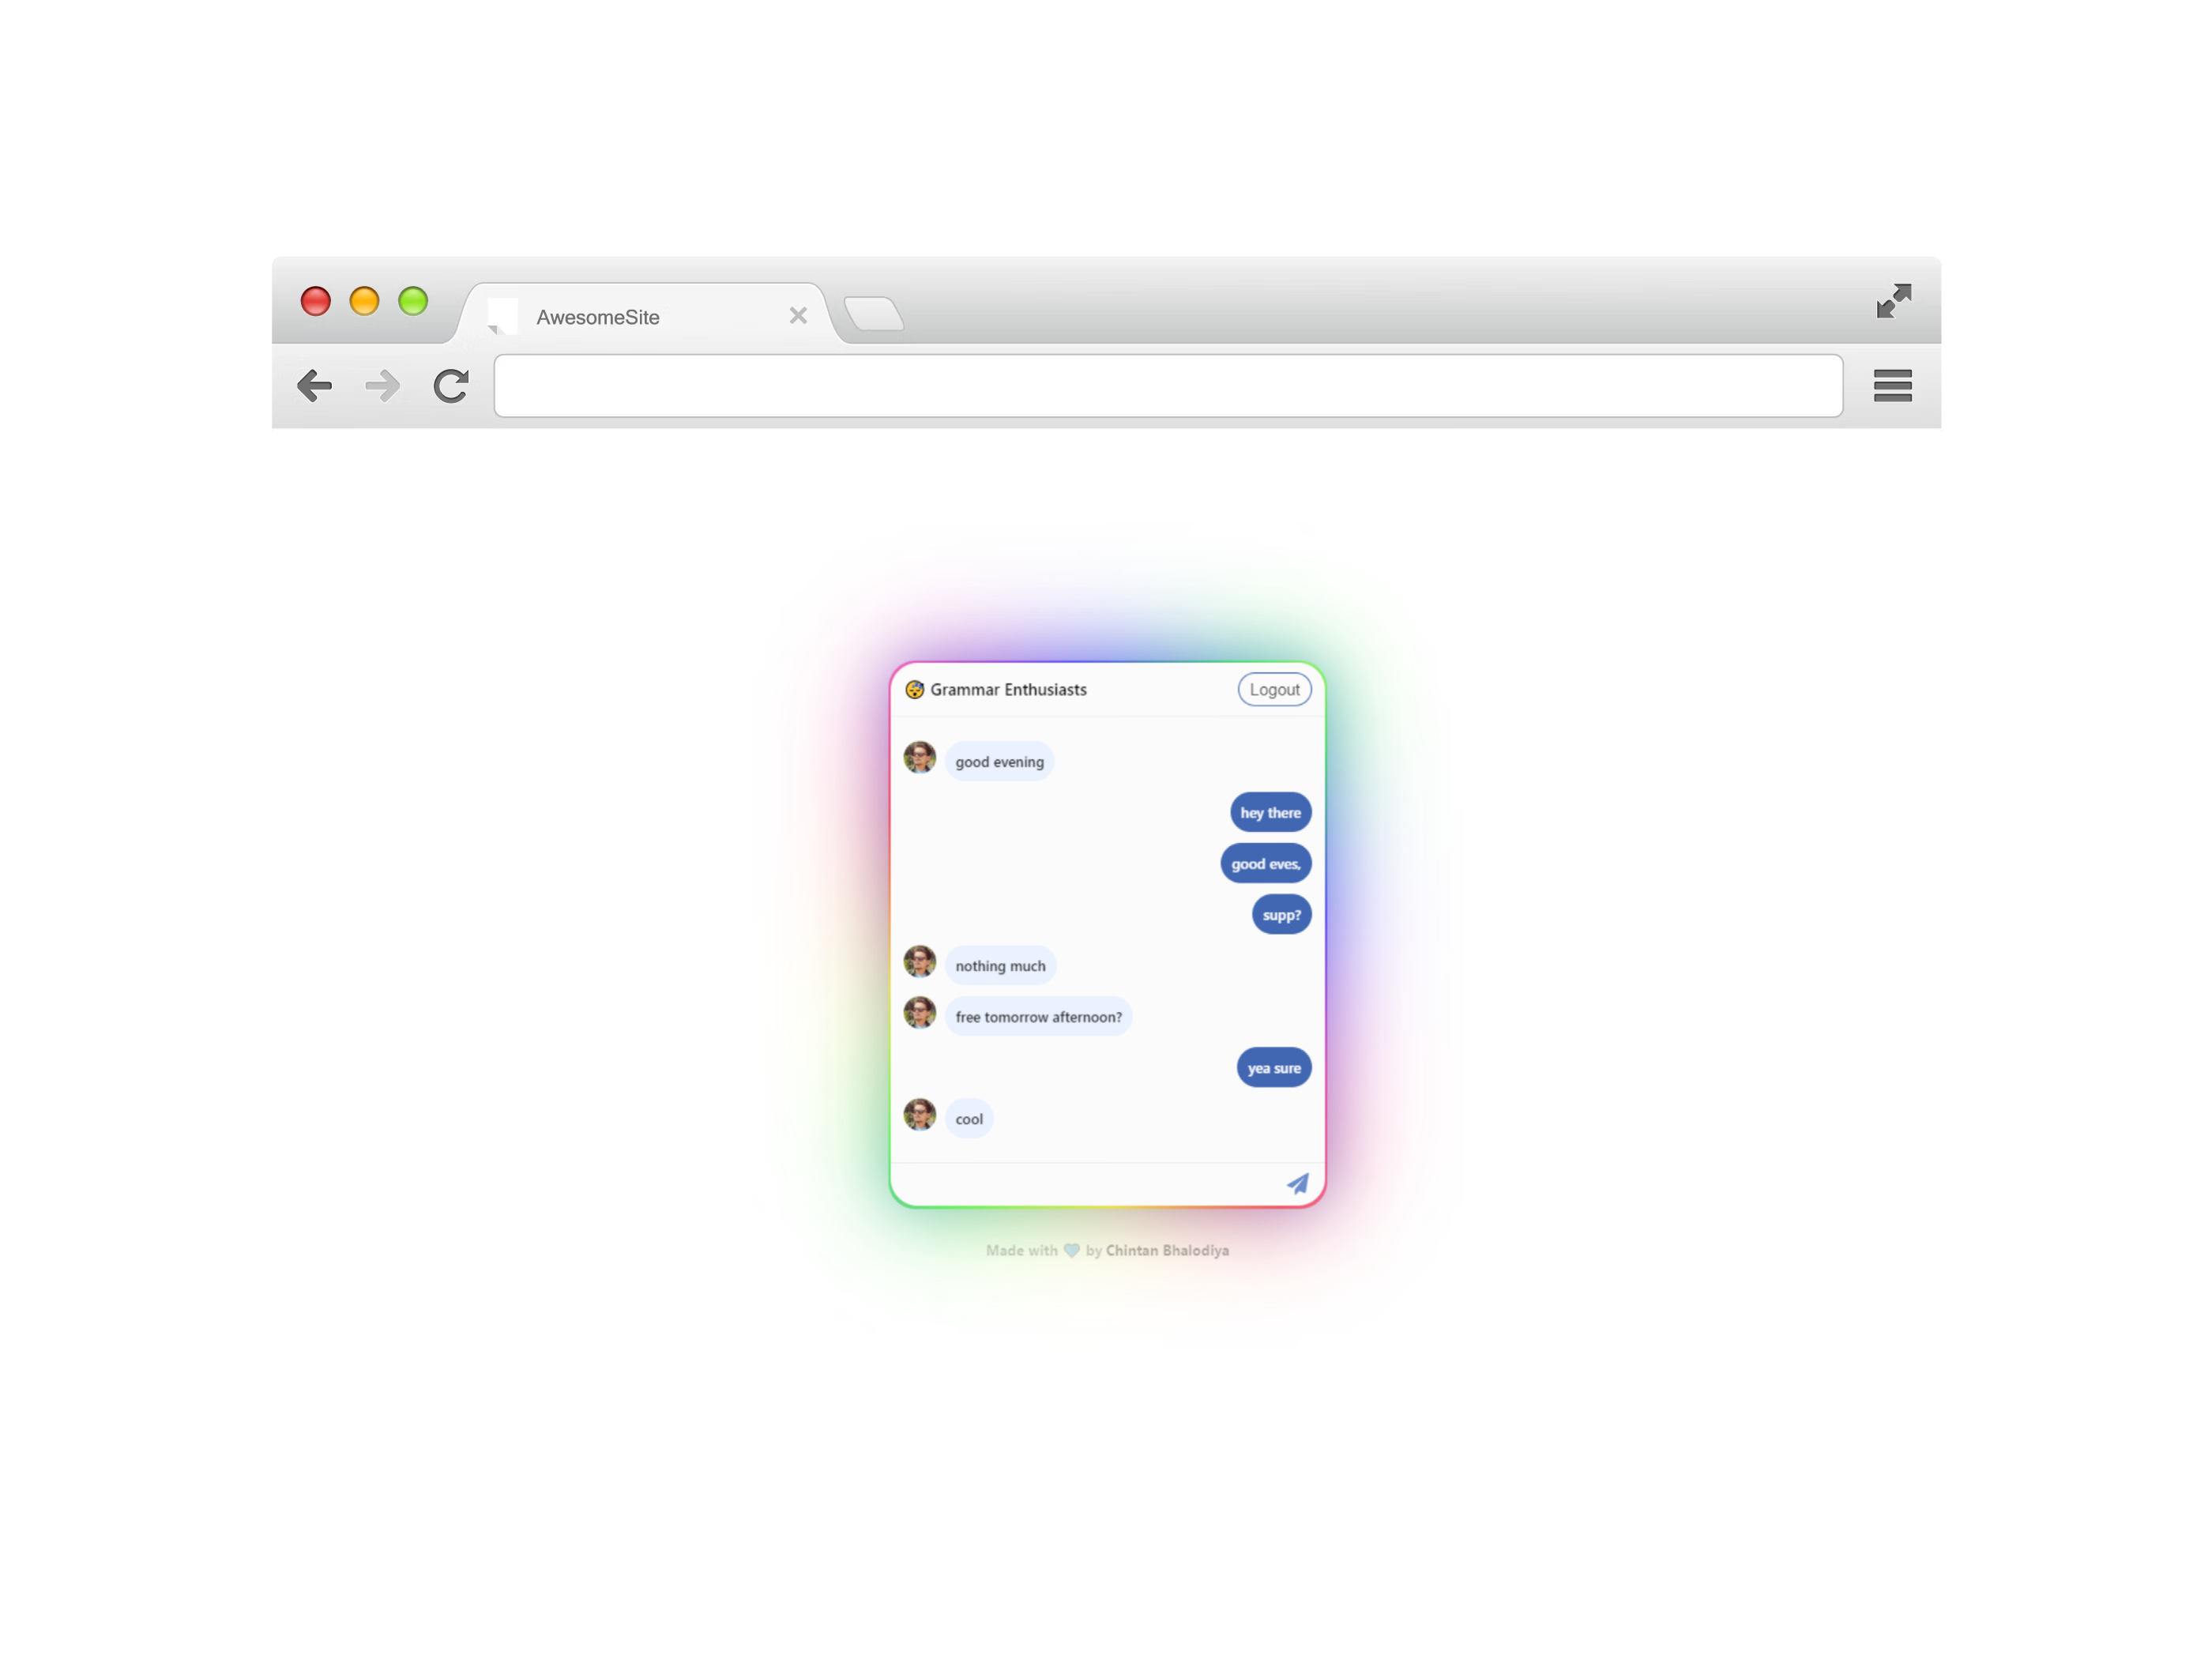 AwesomeSite
Grammar Enthusiasts
Logout
good evening
hey there
good eves,
supp?
nothing much
free tomorrow afternoon?
yea sure
cool
Made with 💙 by Chintan Bhalodiya